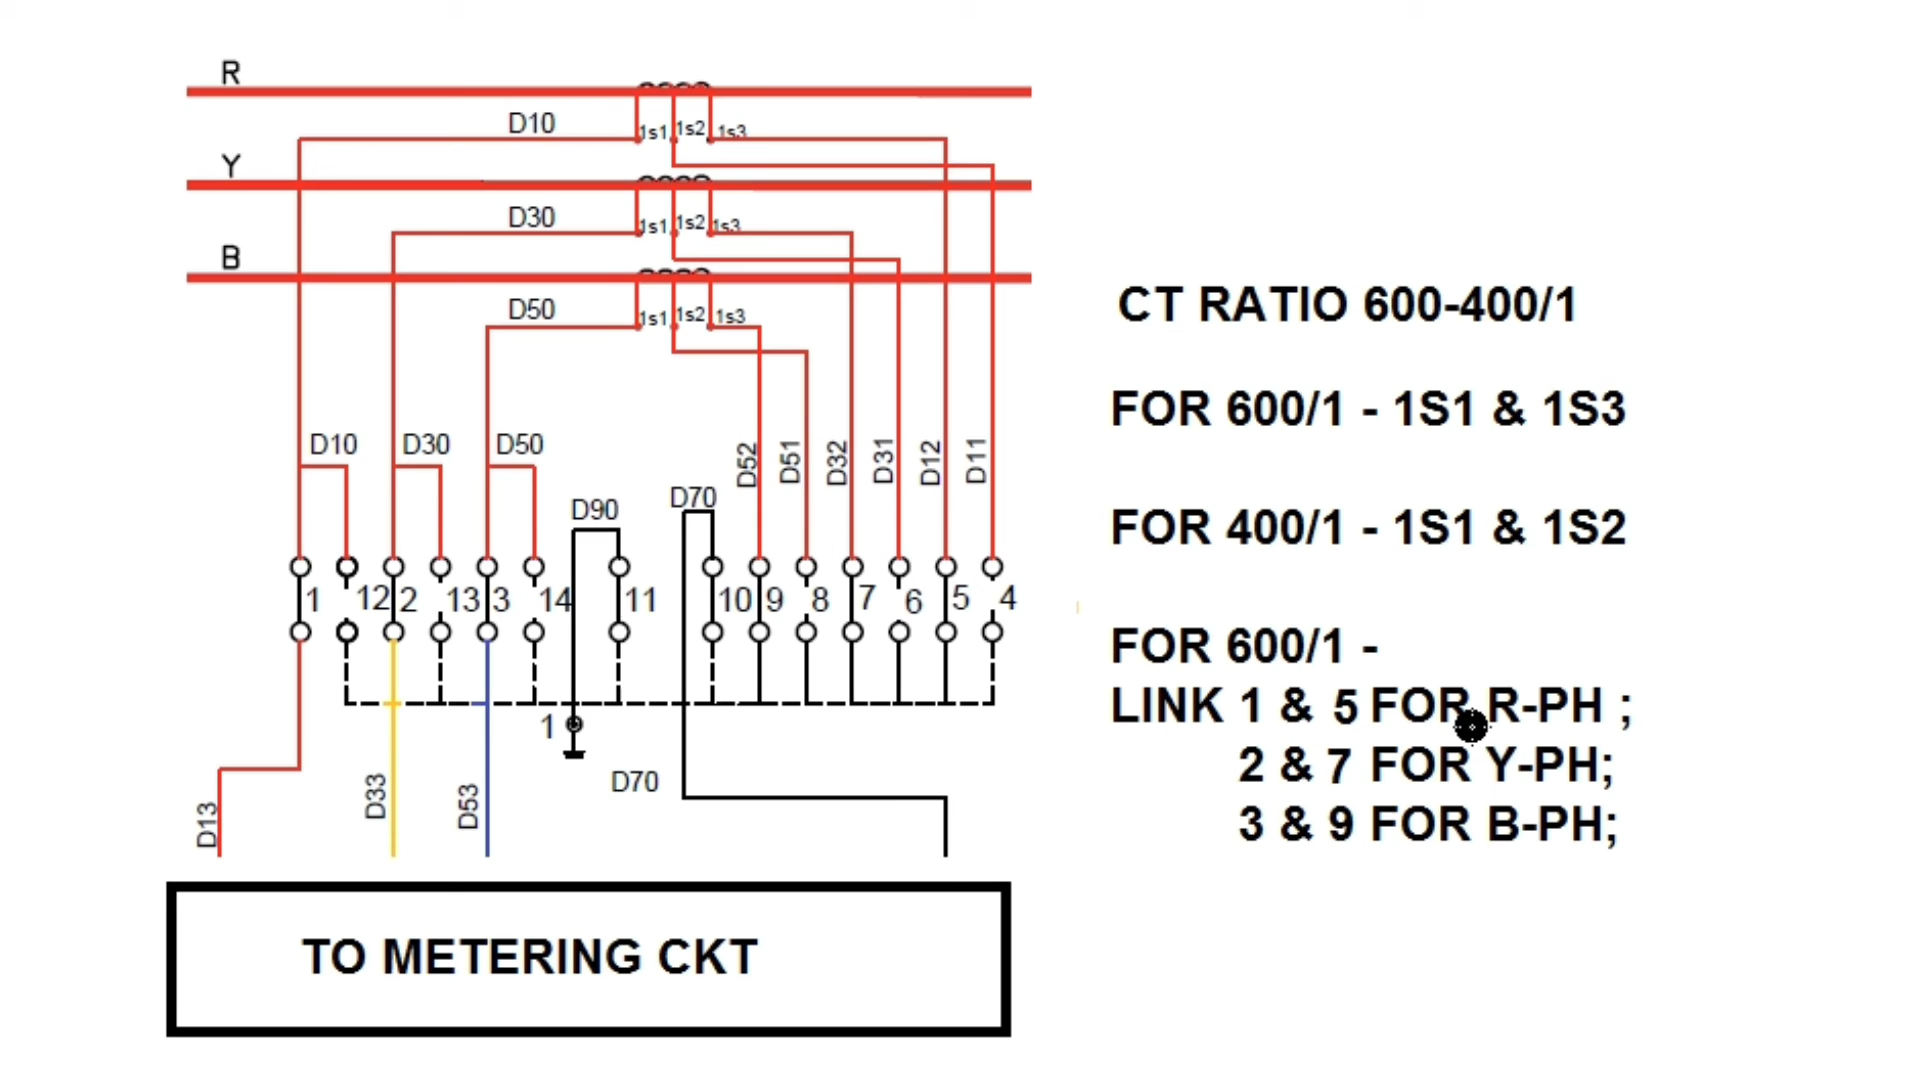 R
D10
1s1 1s2 1s3
Y
D30
1s1 1s2 1s3
B
D50
1s1 1s2 1s3
CT RATIO 600-400/1
FOR 600/1 - 1S1 & 1S3
FOR 400/1 - 1S1 & 1S2
D10 D30 D50 D52 D51 D32 D31 D12 D11
D90 D70
1 12 2 13 3 14 11 10 9 8 7 6 5 4
FOR 600/1 -
LINK 1 & 5 FOR R-PH ;
2 & 7 FOR Y-PH;
3 & 9 FOR B-PH;
1
D13 D33 D53 D70
TO METERING CKT